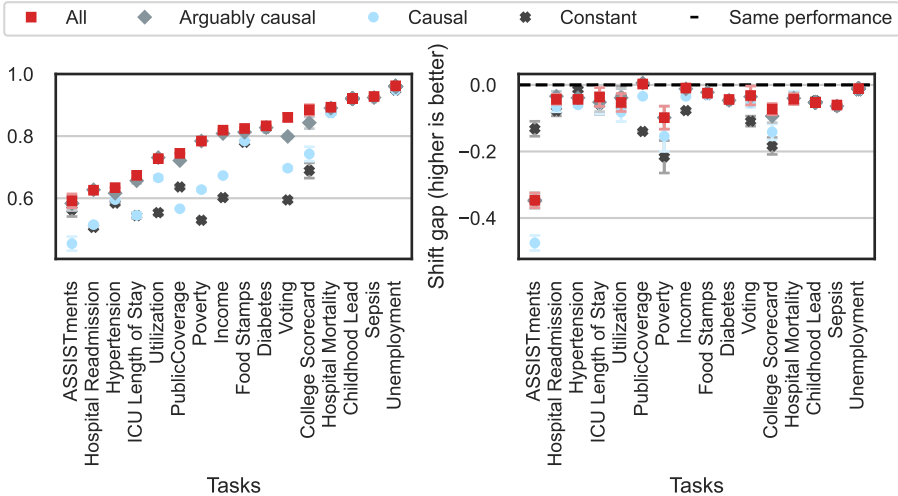 All
Arguably causal
Causal
Constant
Same performance
1.0
0.8
0.6
ASSISTments
Hospital Readmission
Hypertension
ICU Length of Stay
Utilization
PublicCoverage
Poverty
Income
Food Stamps
Diabetes
Voting
College Scorecard
Hospital Mortality
Childhood Lead
Sepsis
Unemployment
Tasks
Shift gap (higher is better)
0.0
−0.2
−0.4
ASSISTments
Hospital Readmission
Hypertension
ICU Length of Stay
Utilization
PublicCoverage
Poverty
Income
Food Stamps
Diabetes
Voting
College Scorecard
Hospital Mortality
Childhood Lead
Sepsis
Unemployment
Tasks